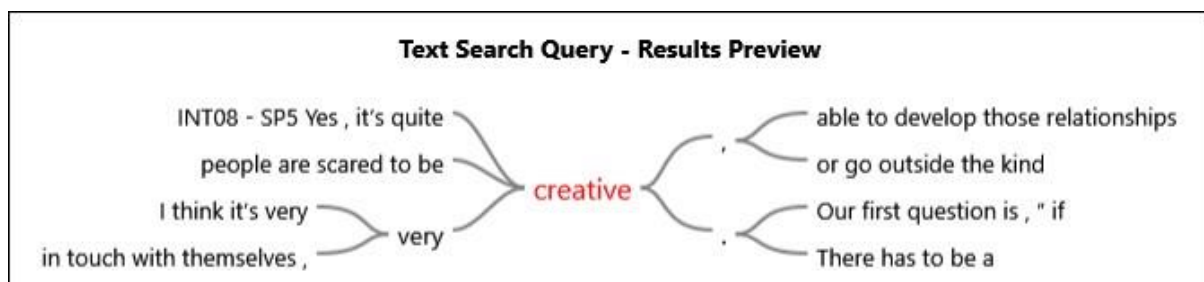 Text Search Query - Results Preview
INT08 - SP5 Yes , it's quite
people are scared to be
I think it's very
in touch with themselves ,
very
creative
,
able to develop those relationships
or go outside the kind
.
Our first question is , " if
There has to be a